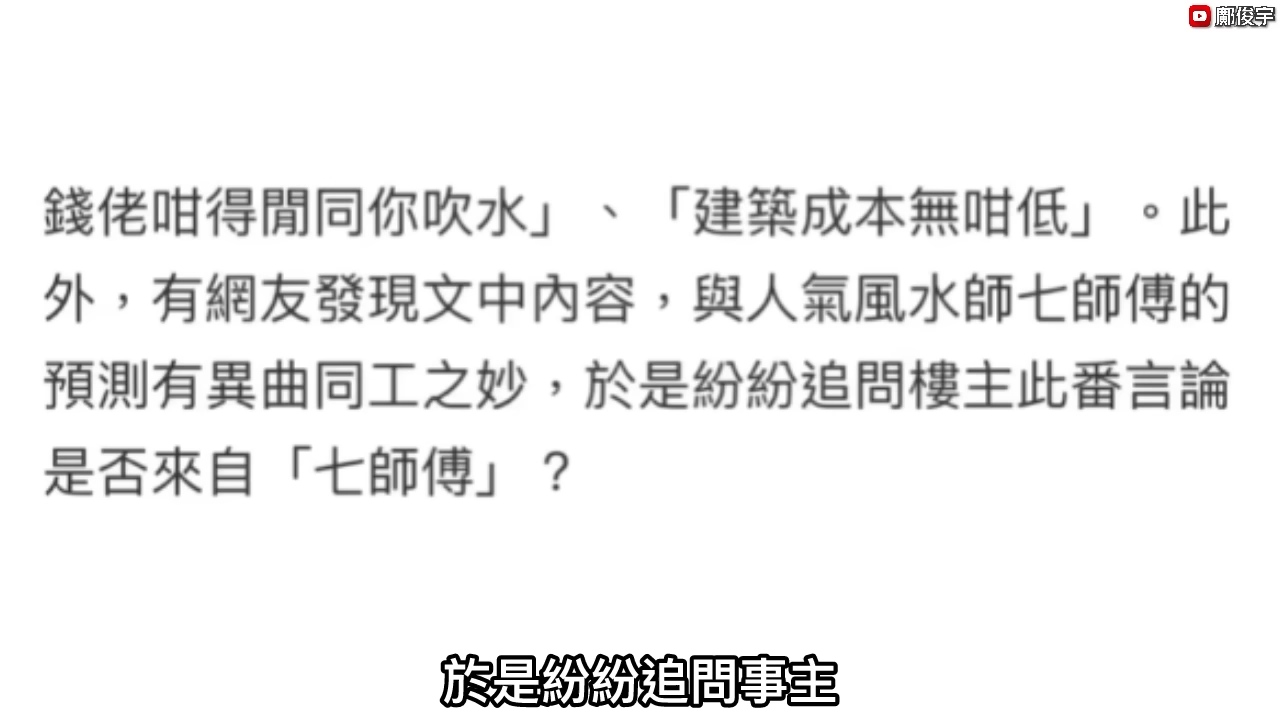 鄺俊宇
錢佬咁得閒同你吹水」、「建築成本無咁低」。此
外,有網友發現文中內容,與人氣風水師七師傅的
預測有異曲同工之妙,於是紛紛追問樓主此番言論
是否來自「七師傅」?
於是紛紛追問事主